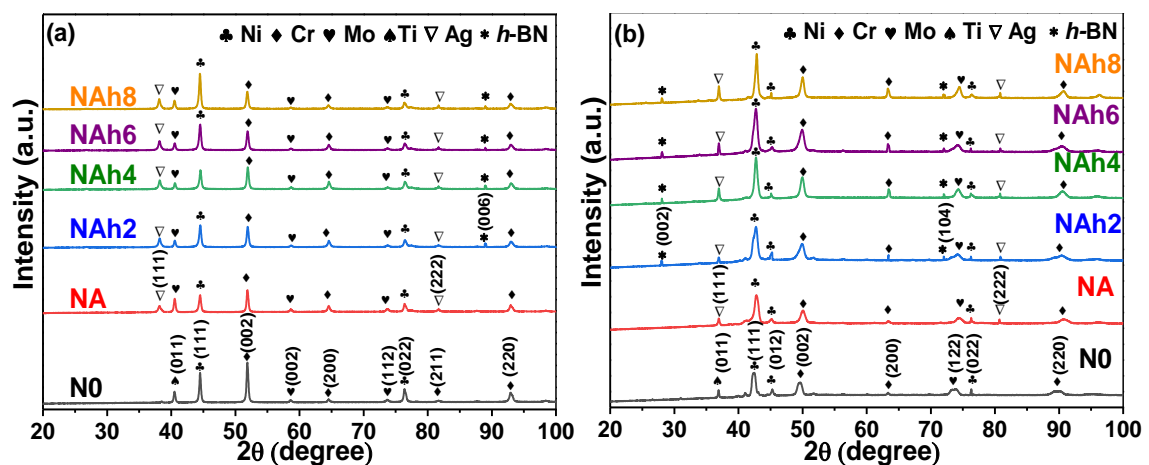 (a) ♣ Ni ♦ Cr ♥ Mo ♠Ti ▽ Ag * h-BN
NAh8
NAh6
NAh4
NAh2
NA
N0
(006)
(111)
(222)
(011)
(111)
(002)
(002)
(200)
(112)
(022)
(211)
(220)
Intensity (a.u.)
20 30 40 50 60 70 80 90 100
2θ (degree)
(b) ♣ Ni ♦ Cr ♥ Mo ♠Ti ▽ Ag * h-BN
NAh8
NAh6
NAh4
NAh2
NA
N0
(002)
(104)
(111)
(222)
(011)
(111)
(012)
(002)
(200)
(122)
(022)
(220)
Intensity (a.u.)
20 30 40 50 60 70 80 90 100
2θ (degree)